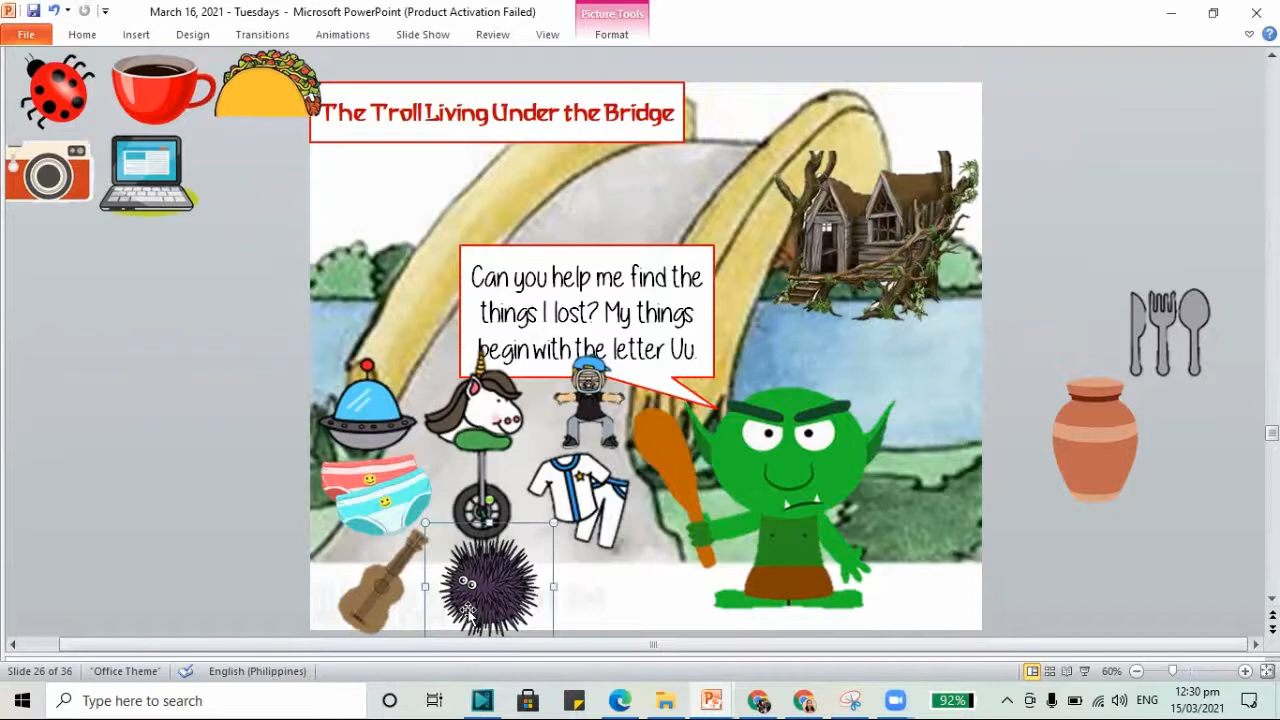 March 16, 2021 - Tuesdays - Microsoft PowerPoint (Product Activation Failed)
Picture Tools
File Home Insert Design Transitions Animations Slide Show Review View Format
The Troll Living Under the Bridge
Can you help me find the
things I lost? My things
begin with the letter Uu.
Slide 26 of 36 "Office Theme" English (Philippines) 60%
Type here to search
92%
ENG
12:30 pm
15/03/2021